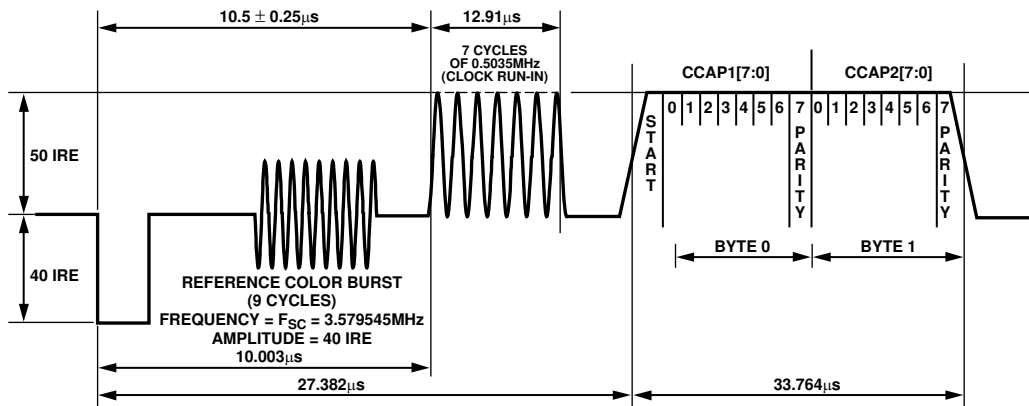 10.5 ± 0.25μs
12.91μs
7 CYCLES
OF 0.5035MHz
(CLOCK RUN-IN)
CCAP1[7:0]
CCAP2[7:0]
0 1 2 3 4 5 6 7 0 1 2 3 4 5 6 7
START
PARITY
PARITY
50 IRE
40 IRE
BYTE 0
BYTE 1
REFERENCE COLOR BURST
(9 CYCLES)
FREQUENCY = FSC = 3.579545MHz
AMPLITUDE = 40 IRE
10.003μs
27.382μs
33.764μs